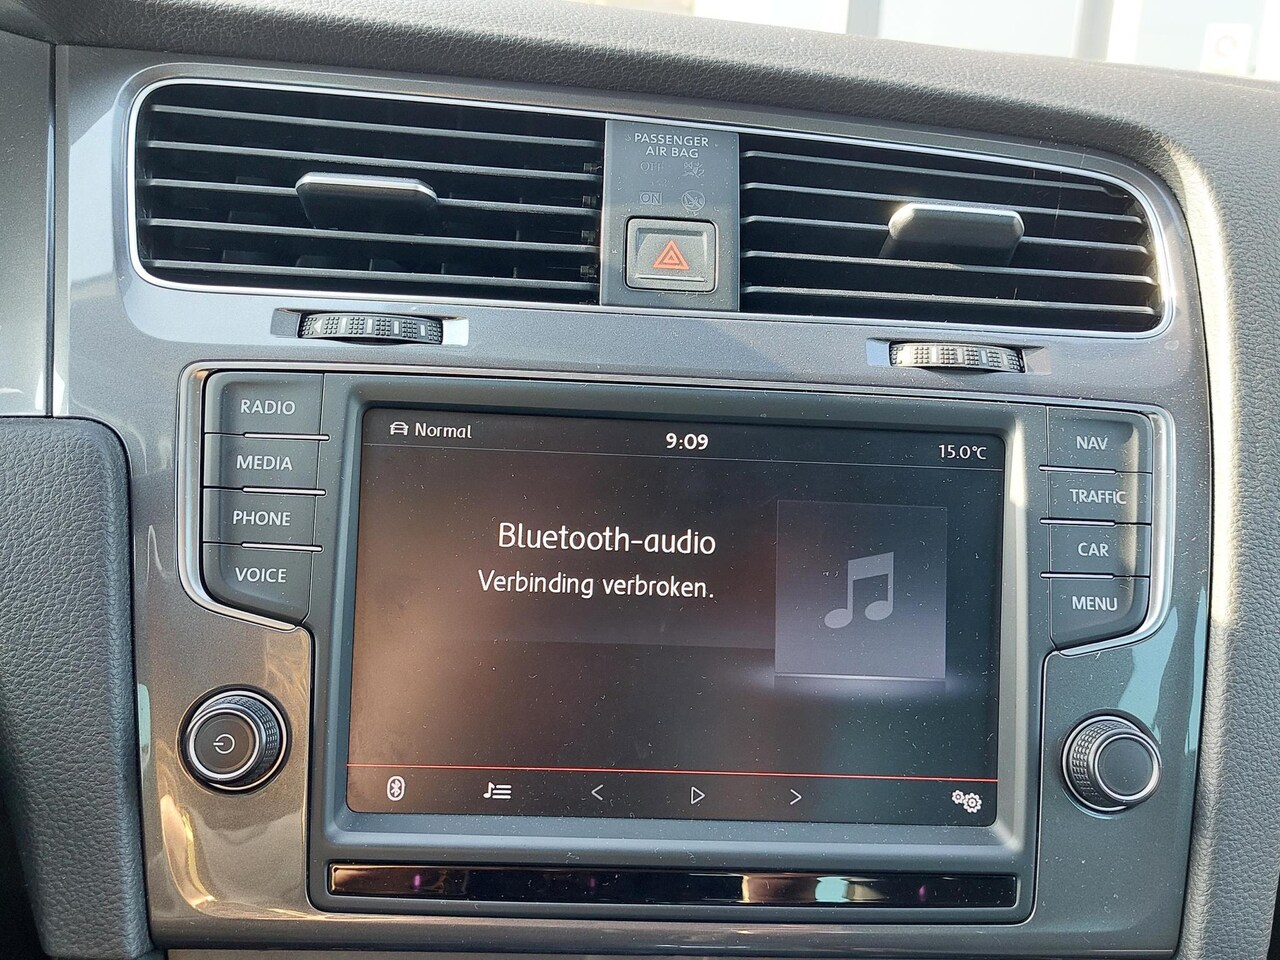 PASSENGER
AIR BAG
OFF
ON
RADIO
MEDIA
PHONE
VOICE
Normal
9:09
15.0°C
Bluetooth-audio
Verbinding verbroken.
NAV
TRAFFIC
CAR
MENU